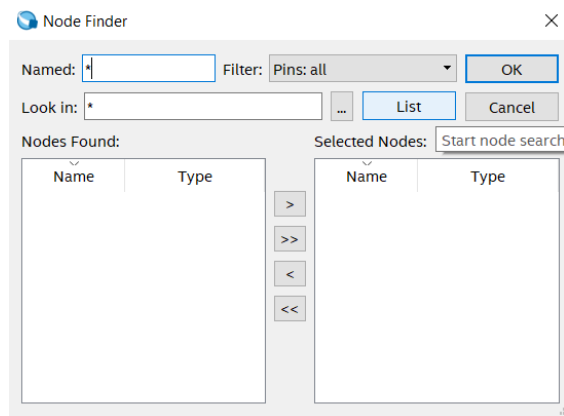 Node Finder
Named: * Filter: Pins: all OK
Look in: * ... List Cancel
Nodes Found: Selected Nodes: Start node search
Name Type Name Type
>
>>
<
<<